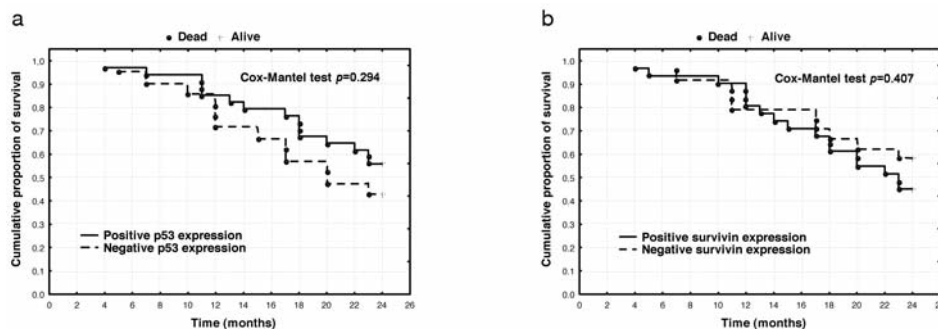 a
Dead Alive
Cox-Mantel test p=0.294
Cumulative proportion of survival
1.0
0.9
0.8
0.7
0.6
0.5
0.4
0.3
0.2
0.1
0.0
Positive p53 expression
Negative p53 expression
0 2 4 6 8 10 12 14 16 18 20 22 24 26
Time (months)
b
Dead Alive
Cox-Mantel test p=0.407
Cumulative proportion of survival
1.0
0.9
0.8
0.7
0.6
0.5
0.4
0.3
0.2
0.1
0.0
Positive survivin expression
Negative survivin expression
0 2 4 6 8 10 12 14 16 18 20 22 24 26
Time (months)